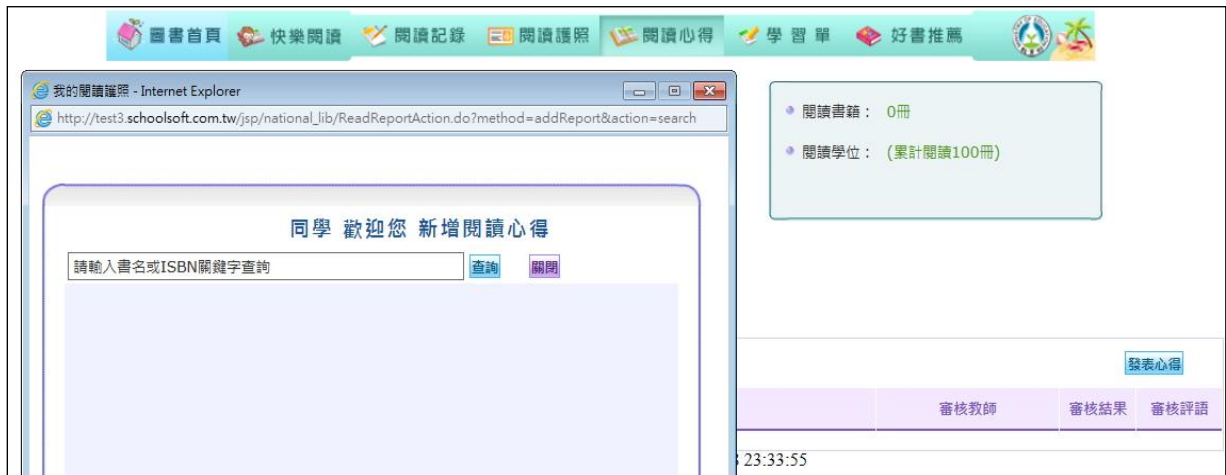 圖書首頁 快樂閱讀 閱讀記錄 閱讀護照 閱讀心得 學習單 好書推薦
我的閱讀護照 - Internet Explorer
http://test3.schoolsoft.com.tw/jsp/national_lib/ReadReportAction.do?method=addReport&action=search
同學 歡迎您 新增閱讀心得
請輸入書名或ISBN關鍵字查詢 查詢 關閉
閱讀書籍： 0冊
閱讀學位： (累計閱讀100冊)
發表心得
審核教師 審核結果 審核評語
23:33:55